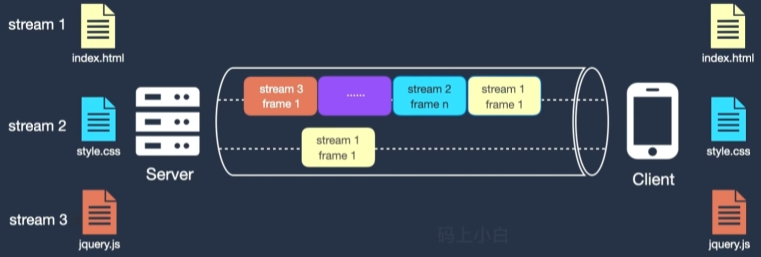 stream 1
index.html
index.html
stream 3
frame 1
......
stream 2
frame n
stream 1
frame 1
stream 2
style.css
style.css
stream 1
frame 1
Server
Client
stream 3
jquery.js
jquery.js
码上小白